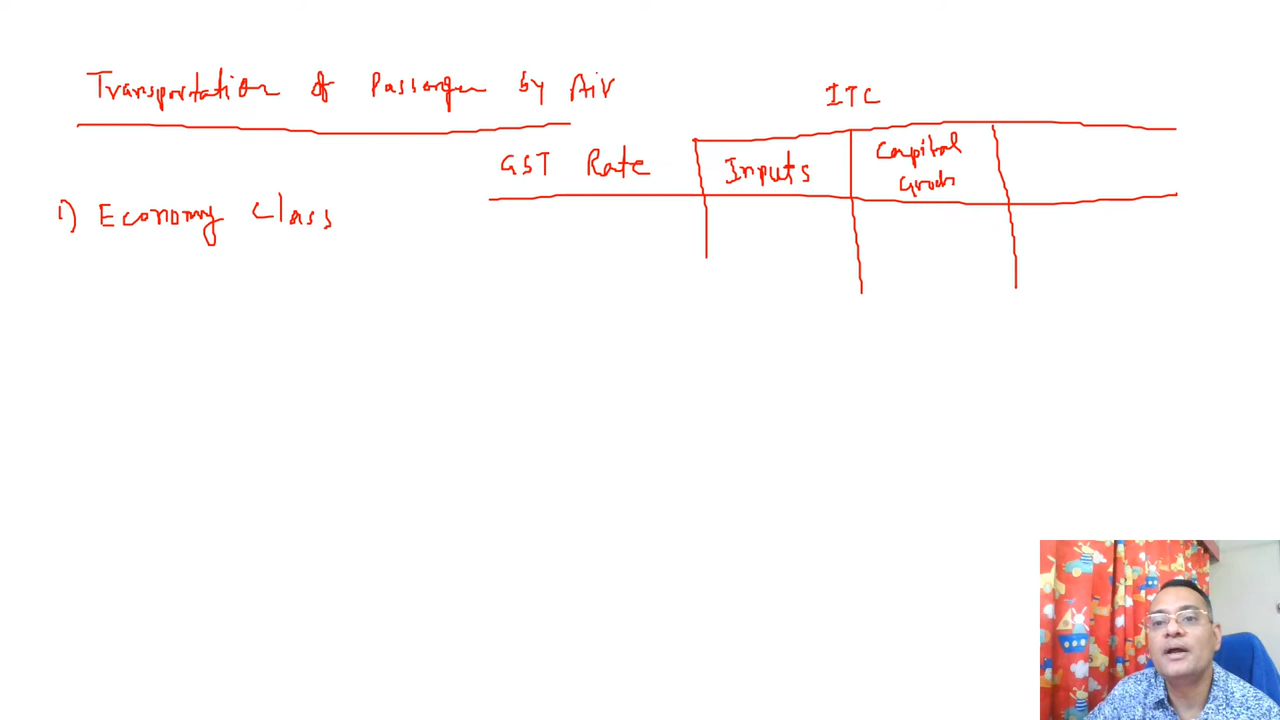 Transportation of Passenger by Air
ITC
GST Rate Inputs Capital Goods
1) Economy Class